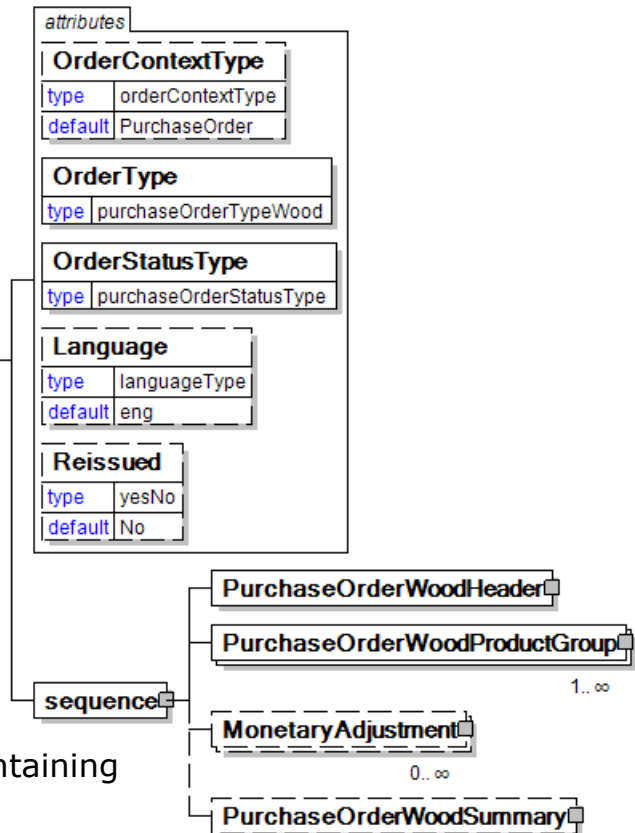 attributes
OrderContextType
type orderContextType
default PurchaseOrder
OrderType
type purchaseOrderTypeWood
OrderStatusType
type purchaseOrderStatusType
Language
type languageType
default eng
Reissued
type yesNo
default No
PurchaseOrderWoodHeader
PurchaseOrderWoodProductGroup
1.. ∞
sequence
MonetaryAdjustment
ntaining
0.. ∞
PurchaseOrderWoodSummary